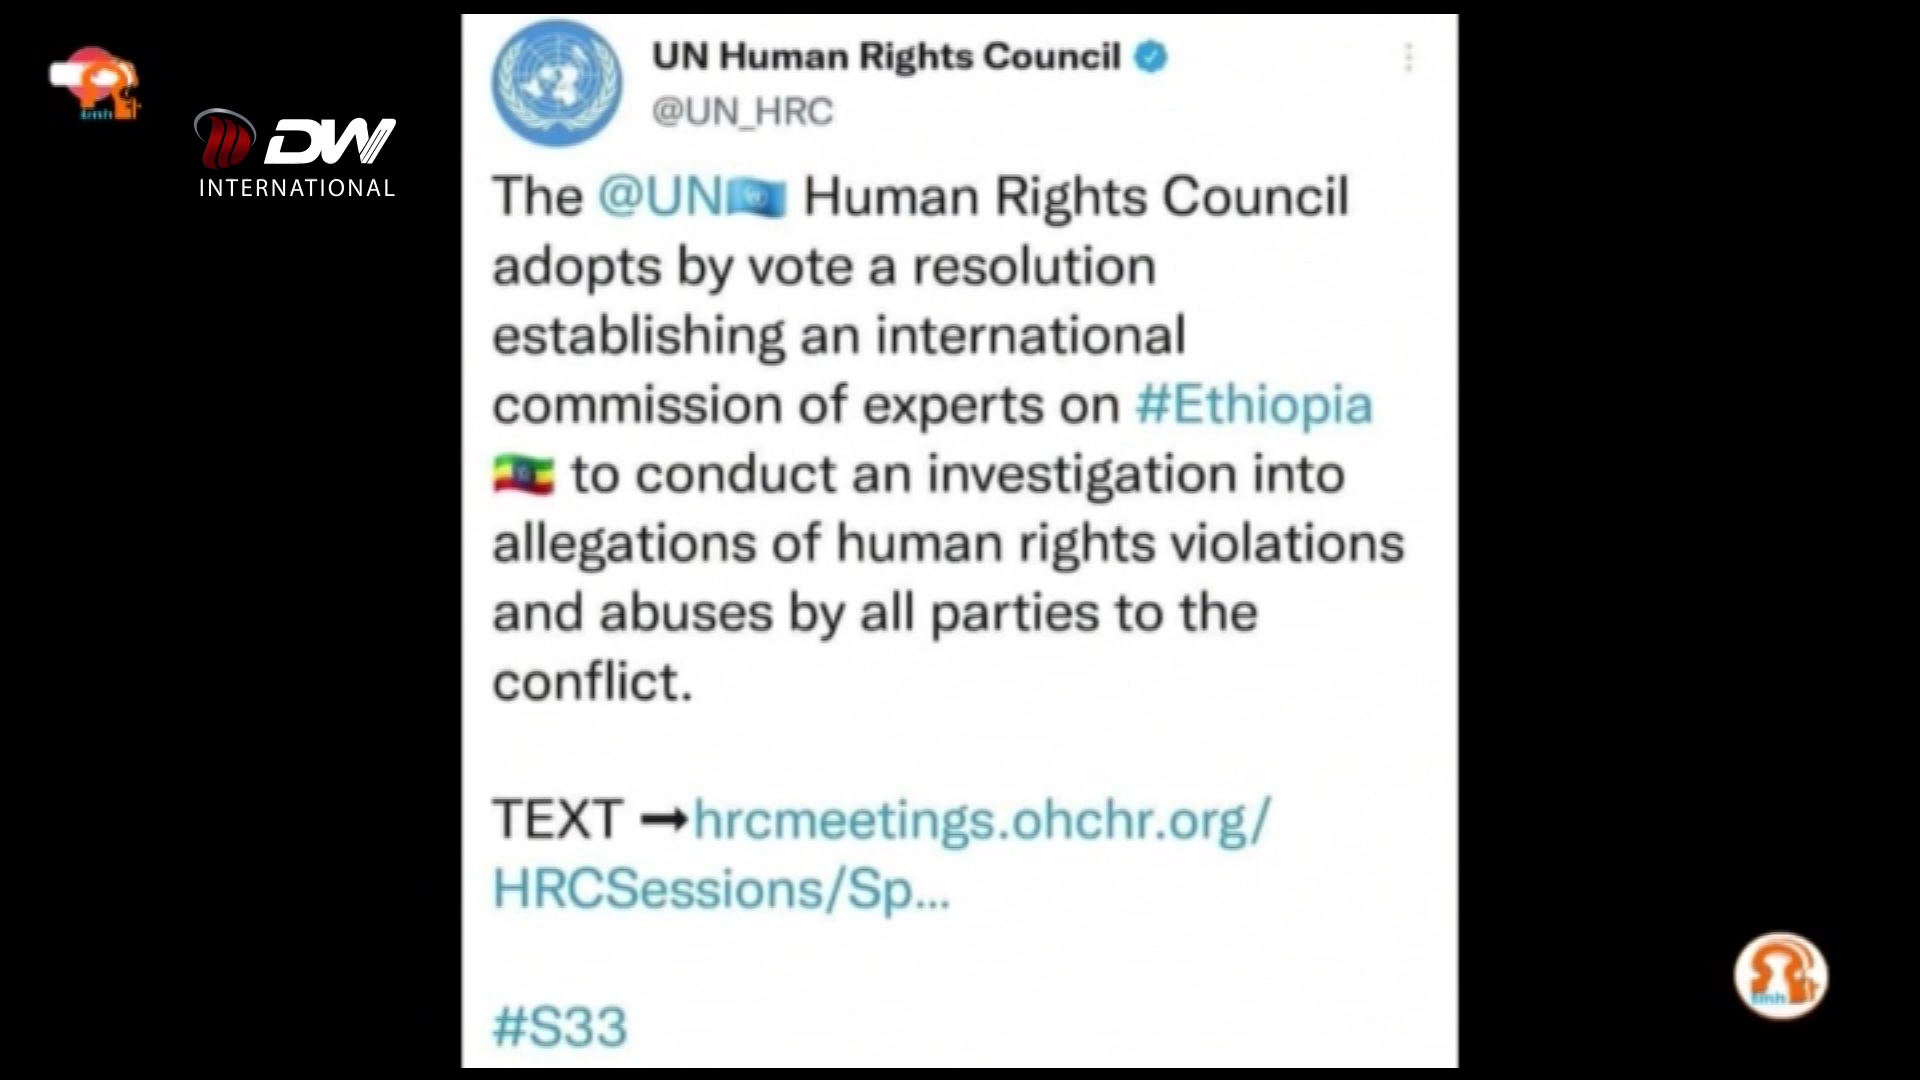 tmh
DW
INTERNATIONAL
UN Human Rights Council
@UN_HRC
The @UN Human Rights Council
adopts by vote a resolution
establishing an international
commission of experts on #Ethiopia
to conduct an investigation into
allegations of human rights violations
and abuses by all parties to the
conflict.
TEXT ➞hrcmeetings.ohchr.org/
HRCSessions/Sp...
#S33
tmh